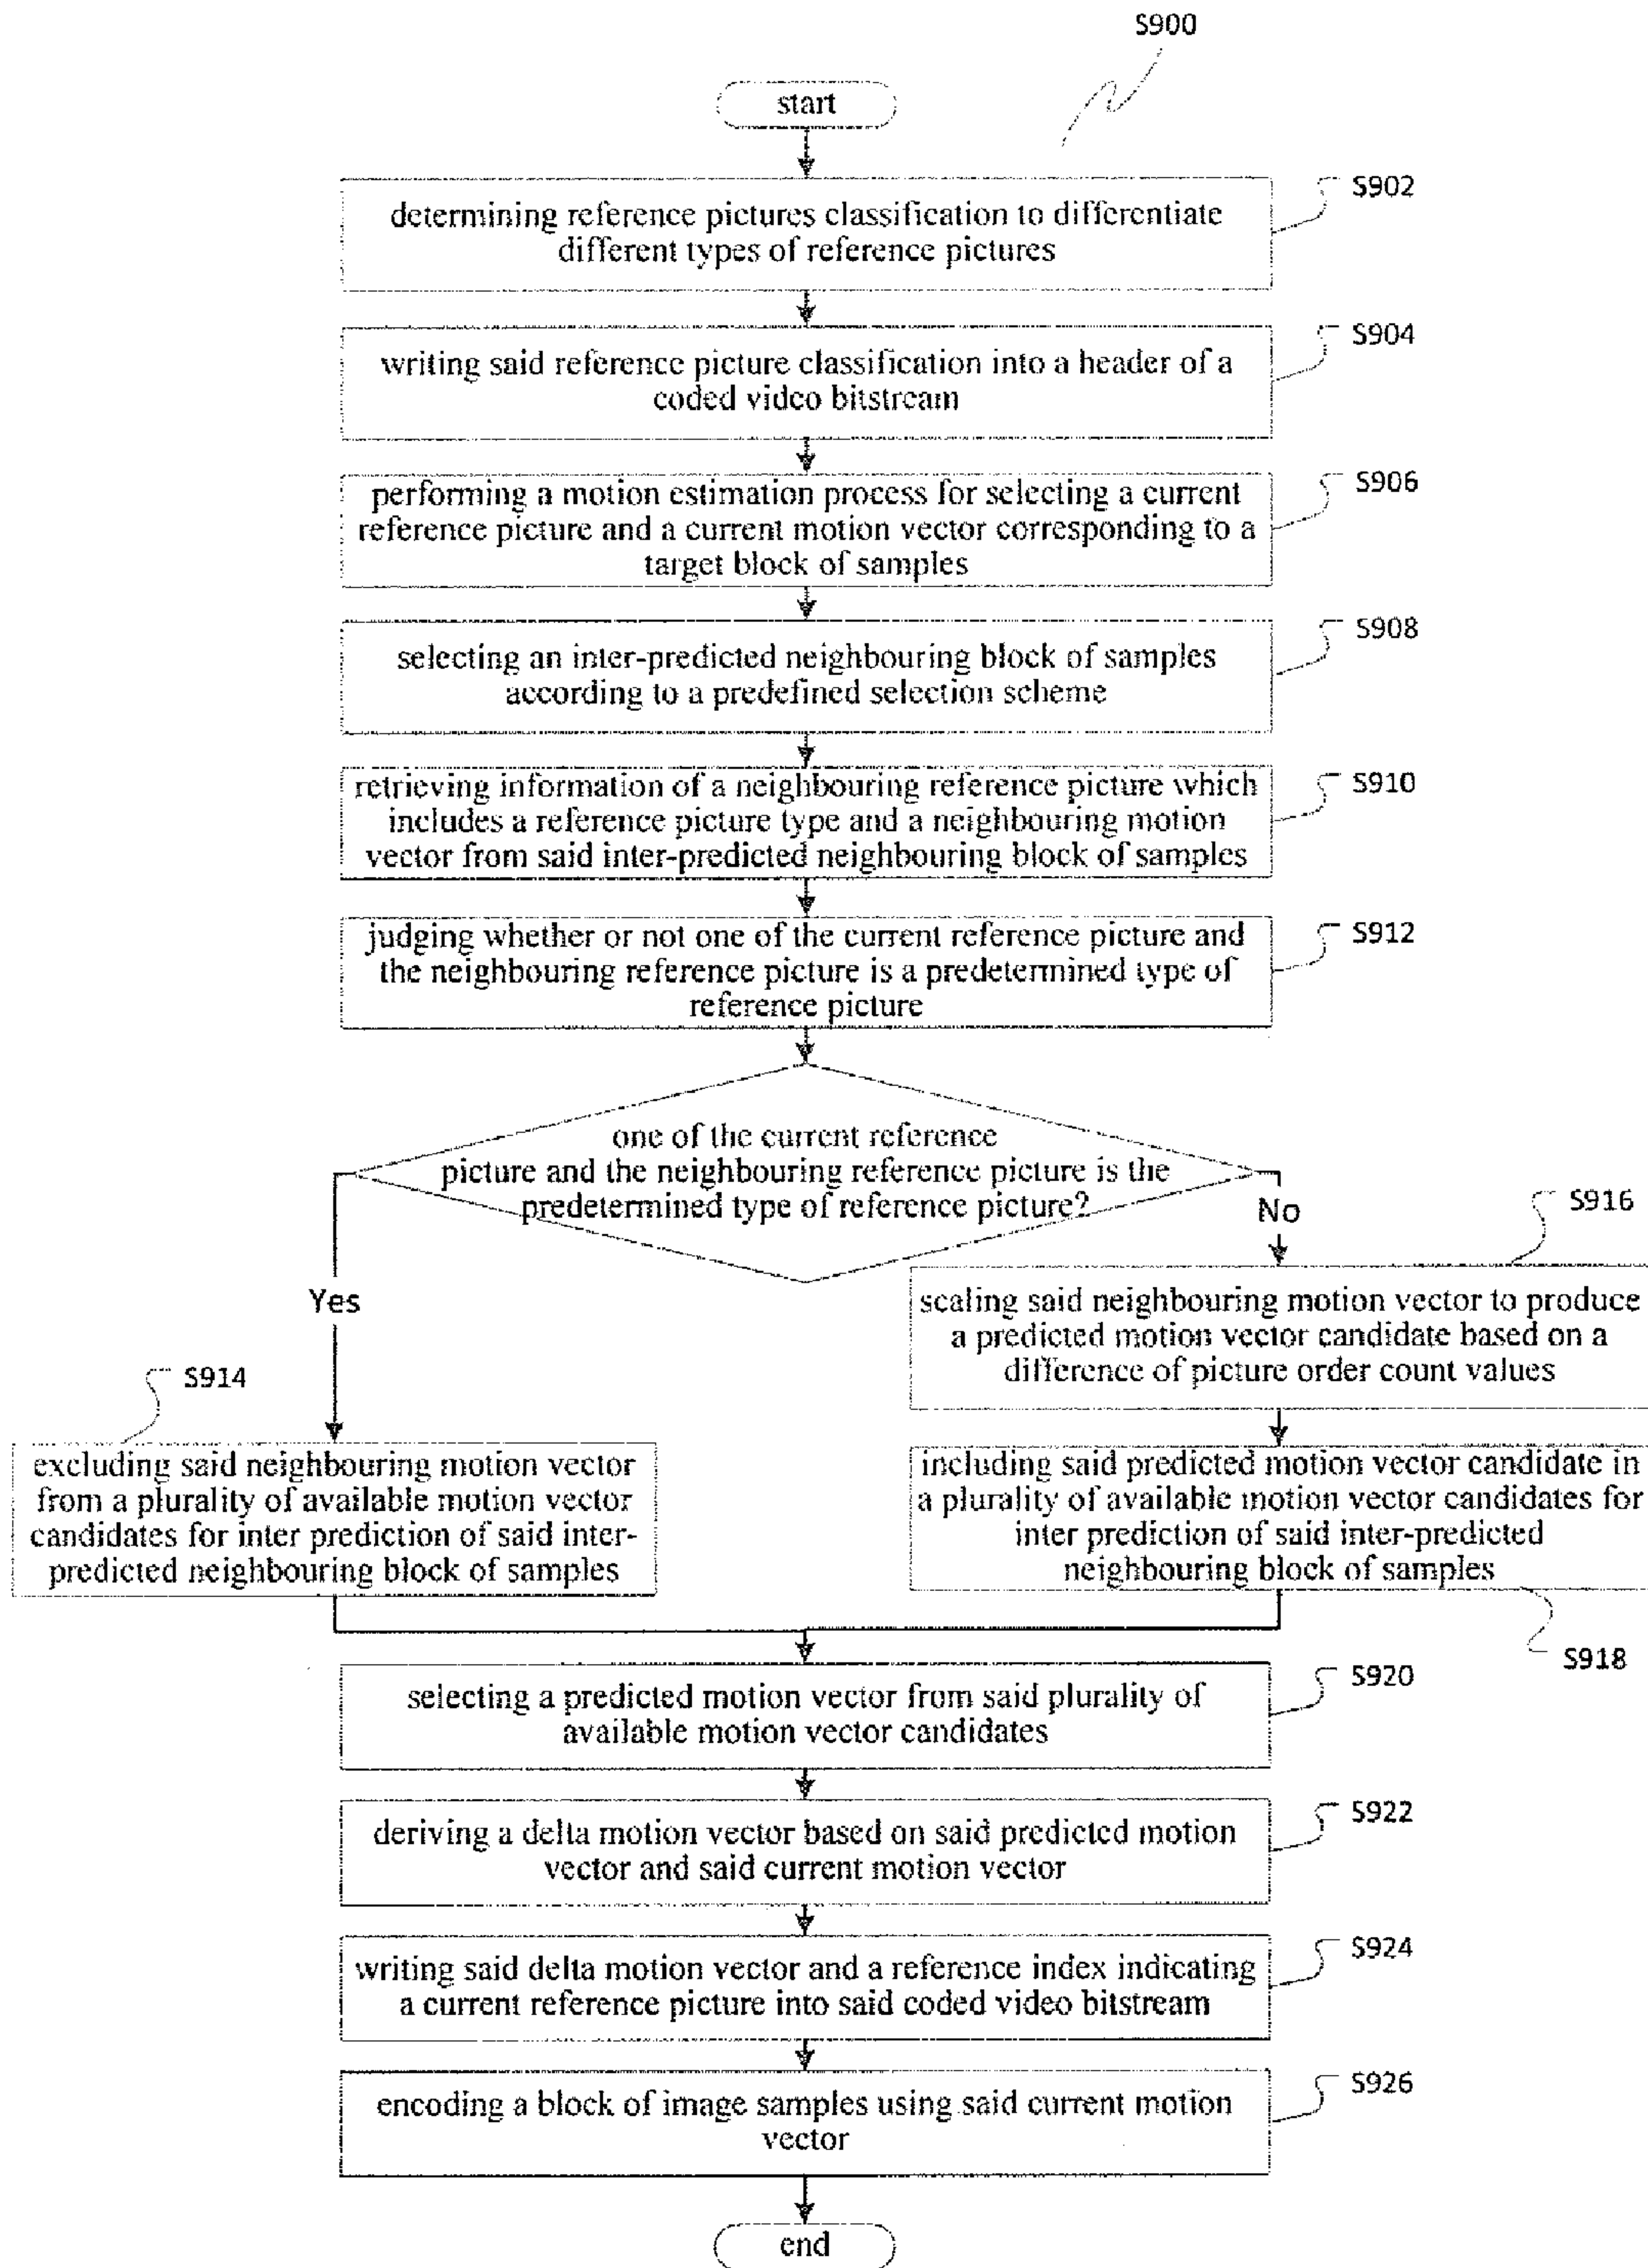 S900
start
S902
determining reference pictures classification to differentiate
different types of reference pictures
S904
writing said reference picture classification into a header of a
coded video bitstream
S906
performing a motion estimation process for selecting a current
reference picture and a current motion vector corresponding to a
target block of samples
S908
selecting an inter-predicted neighbouring block of samples
according to a predefined selection scheme
S910
retrieving information of a neighbouring reference picture which
includes a reference picture type and a neighbouring motion
vector from said inter-predicted neighbouring block of samples
S912
judging whether or not one of the current reference picture and
the neighbouring reference picture is a predetermined type of
reference picture
one of the current reference
picture and the neighbouring reference picture is the
predetermined type of reference picture?
Yes
No
S914
excluding said neighbouring motion vector
from a plurality of available motion vector
candidates for inter prediction of said inter-
predicted neighbouring block of samples
S916
scaling said neighbouring motion vector to produce
a predicted motion vector candidate based on a
difference of picture order count values
including said predicted motion vector candidate in
a plurality of available motion vector candidates for
inter prediction of said inter-predicted
neighbouring block of samples
S918
S920
selecting a predicted motion vector from said plurality of
available motion vector candidates
S922
deriving a delta motion vector based on said predicted motion
vector and said current motion vector
S924
writing said delta motion vector and a reference index indicating
a current reference picture into said coded video bitstream
S926
encoding a block of image samples using said current motion
vector
end